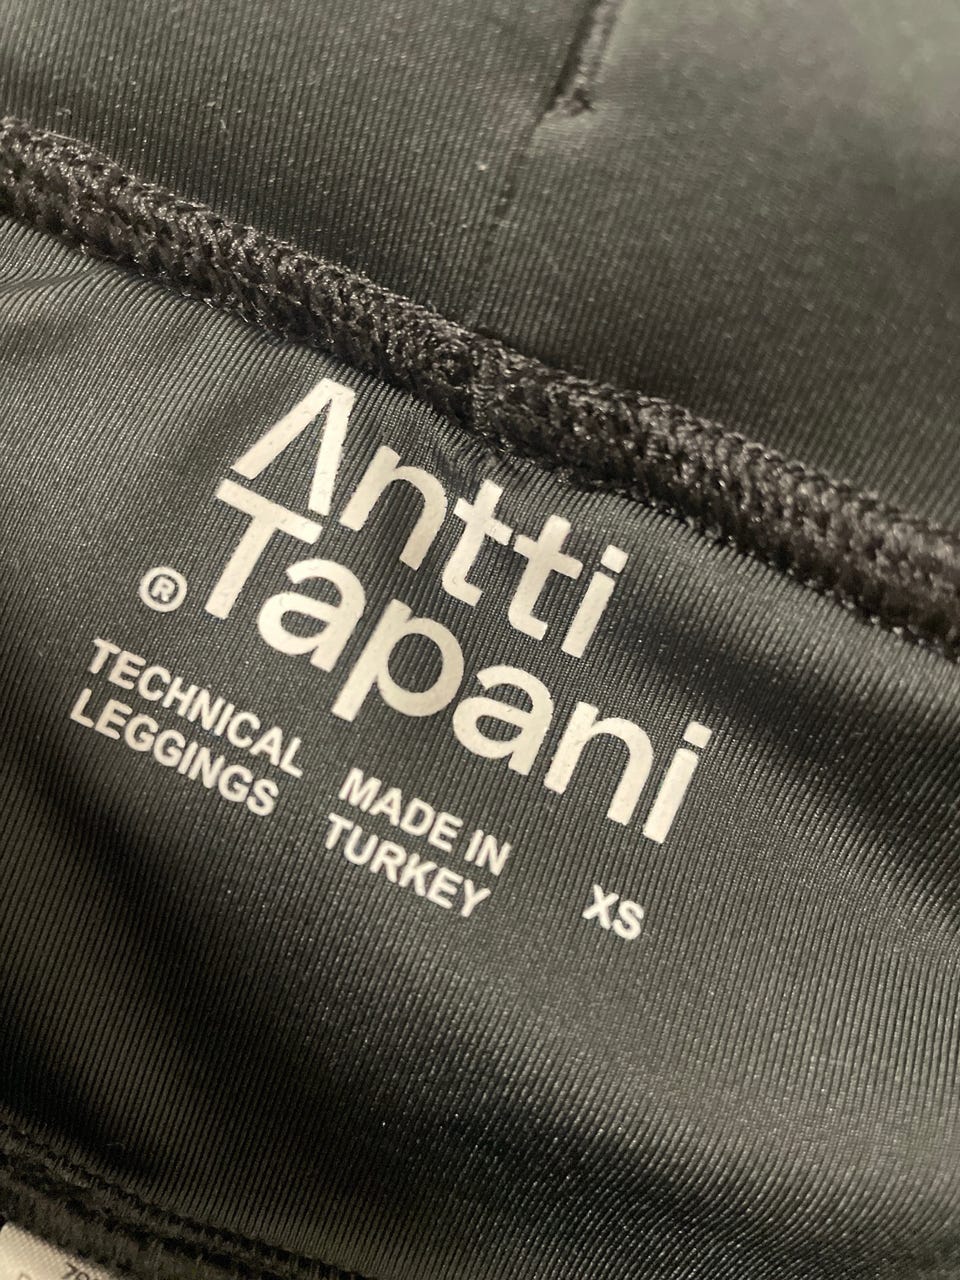 Antti
Tapani
®
TECHNICAL
LEGGINGS
MADE IN
TURKEY
XS